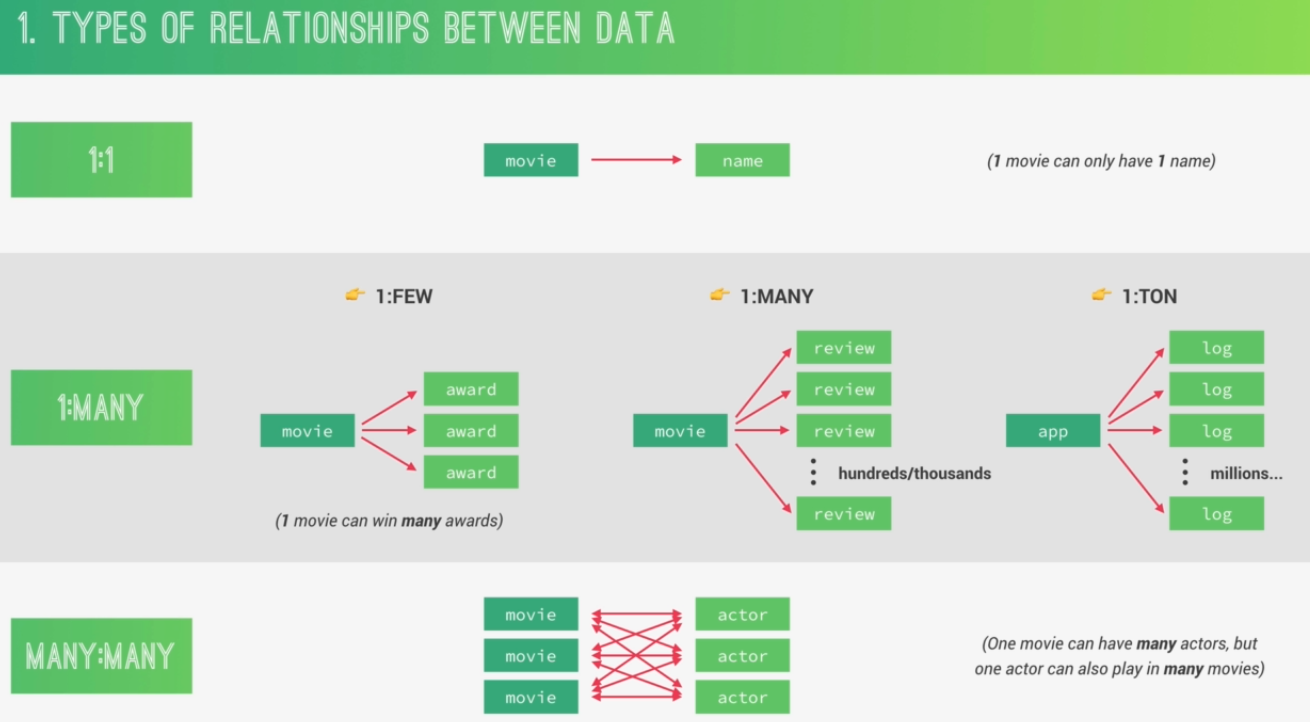 1. TYPES OF RELATIONSHIPS BETWEEN DATA
1:1
movie
name
(1 movie can only have 1 name)
1:MANY
👉 1:FEW
movie
award
award
award
(1 movie can win many awards)
👉 1:MANY
movie
review
review
review
hundreds/thousands
review
👉 1:TON
app
log
log
log
millions...
log
MANY:MANY
movie
actor
movie
actor
movie
actor
(One movie can have many actors, but
one actor can also play in many movies)